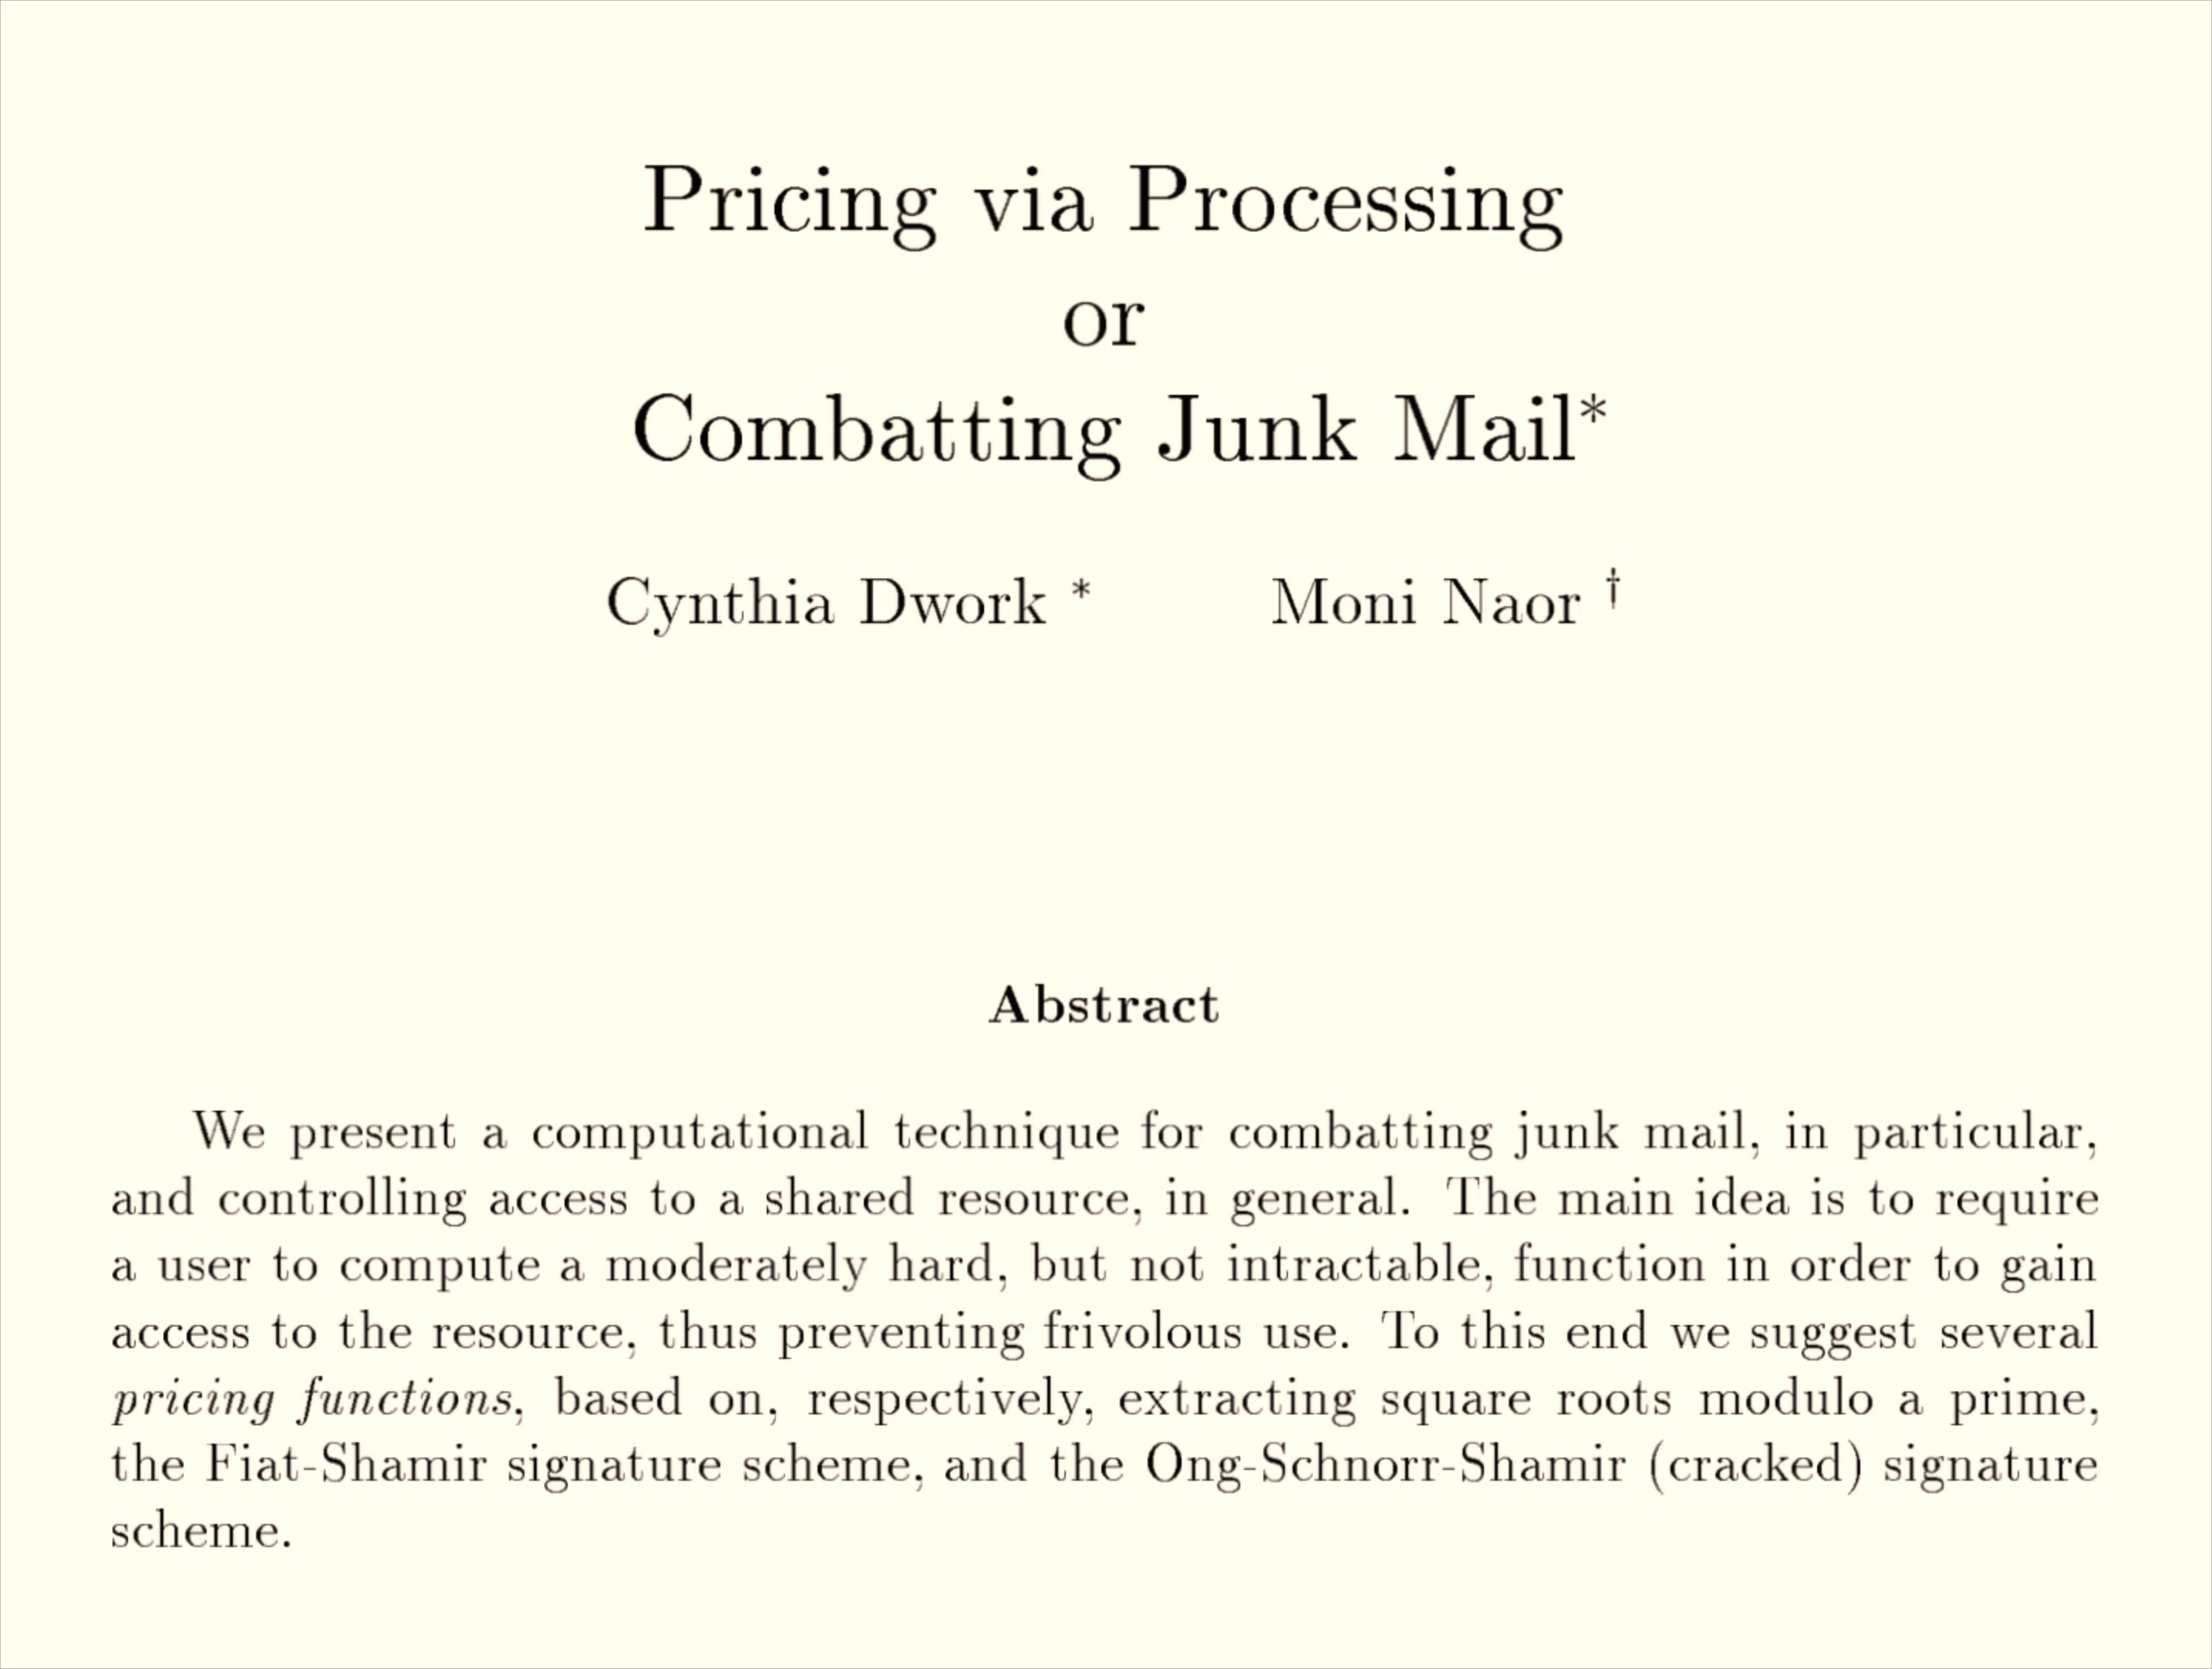 Pricing via Processing
or
Combatting Junk Mail*
Cynthia Dwork * Moni Naor †
Abstract
We present a computational technique for combatting junk mail, in particular,
and controlling access to a shared resource, in general. The main idea is to require
a user to compute a moderately hard, but not intractable, function in order to gain
access to the resource, thus preventing frivolous use. To this end we suggest several
pricing functions, based on, respectively, extracting square roots modulo a prime,
the Fiat-Shamir signature scheme, and the Ong-Schnorr-Shamir (cracked) signature
scheme.